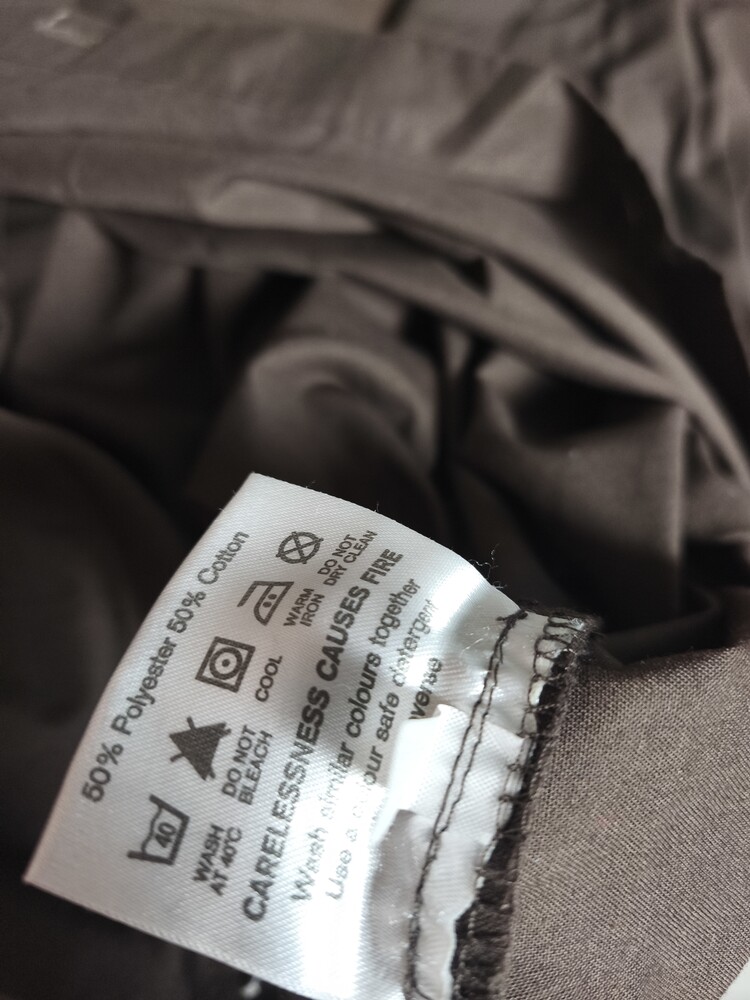 50% Polyester 50% Cotton
40
WASH
AT 40°C
DO NOT
BLEACH
COOL
WARM
IRON
DO NOT
DRY CLEAN
CARELESSNESS CAUSES FIRE
Wash similar colours together
Use a colour safe detergent